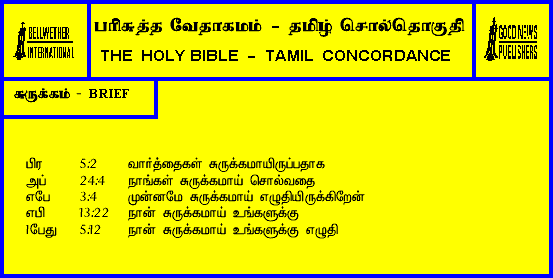 BELLWETHER
INTERNATIONAL
பரிசுத்த வேதாகமம் - தமிழ் சொல்தொகுதி
THE HOLY BIBLE - TAMIL CONCORDANCE
GOOD NEWS
PUBLISHERS
சுருக்கம் - BRIEF
பிர 5:2 வார்த்தைகள் சுருக்கமாயிருப்பதாக
அப் 24:4 நாங்கள் சுருக்கமாய் சொல்வதை
எபே 3:4 முன்னமே சுருக்கமாய் எழுதியிருக்கிறேன்
எபி 13:22 நான் சுருக்கமாய் உங்களுக்கு
1பேது 5:12 நான் சுருக்கமாய் உங்களுக்கு எழுதி